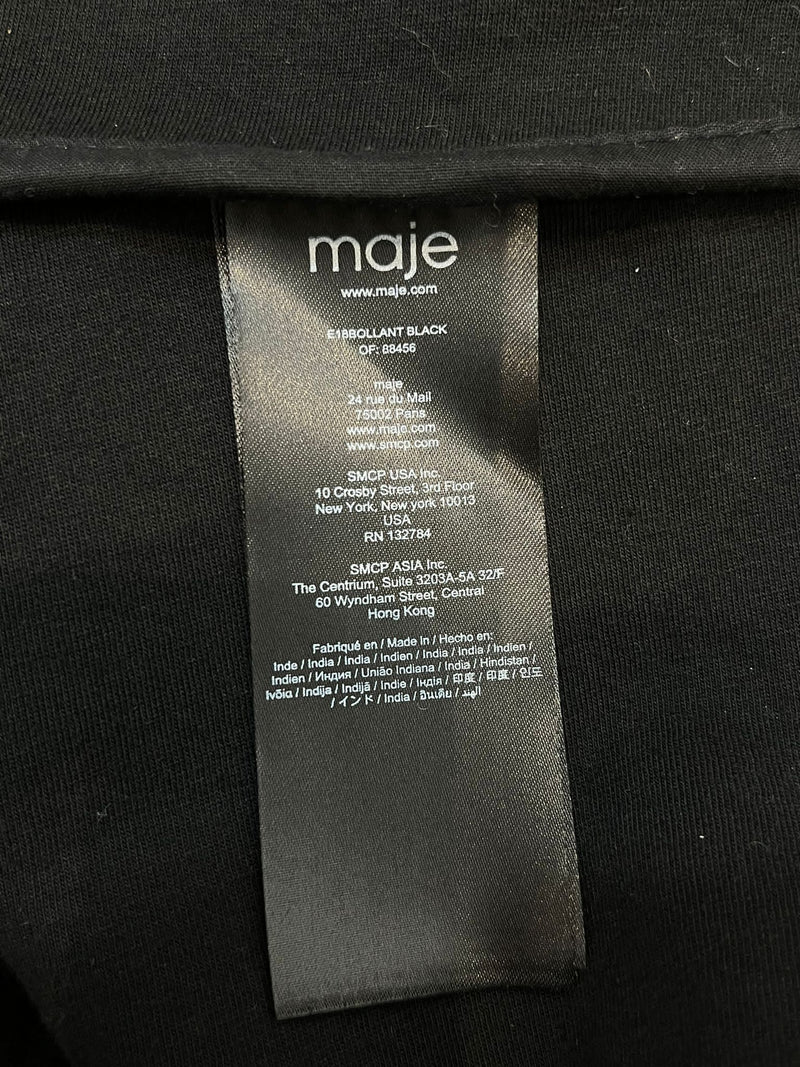 maje
www.maje.com
E18BOLLANT BLACK
OF: 88456
maje
24 rue du Mail
75002 Paris
www.maje.com
www.smcp.com
SMCP USA Inc.
10 Crosby Street, 3rd Floor
New York, New york 10013
USA
RN 132784
SMCP ASIA Inc.
The Centrium, Suite 3203A-5A 32/F
60 Wyndham Street, Central
Hong Kong
Fabriqué en / Made in / Hecho en:
Inde / India / India / Indien / India / India / Indien /
Indien / Индия / União Indiana / India / Hindistan /
Ινδία / Indija / Indijā / Indie / Індія / 印度 / 印度 / 인도
/ インド / India / อินเดีย / الهند